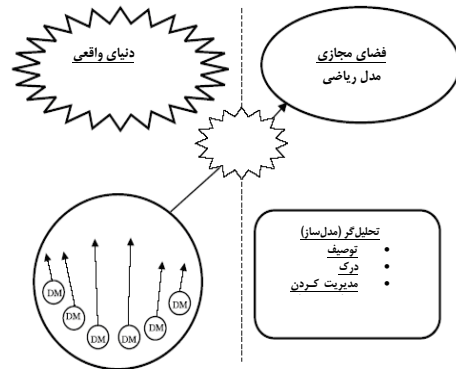 دنیای واقعی
فضای مجازی
مدل ریاضی
تحلیل‌گر (مدل‌ساز)
• توصیف
• درک
• مدیریت کردن
DM
DM
DM
DM
DM
DM